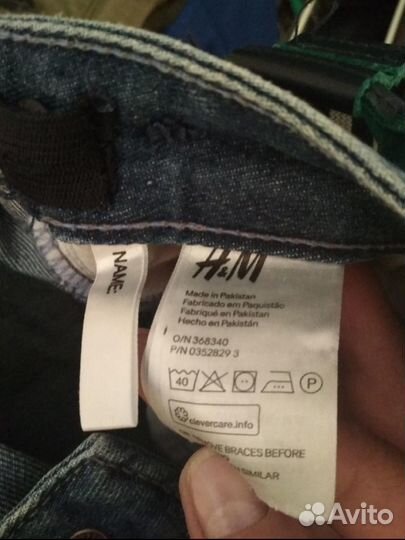 NAME:
H&M
Made in Pakistan
Fabricado em Paquistão
Fabriqué en Pakistan
Hecho en Pakistán
O/N 368340
P/N 0352829 3
40
P
clevercare.info
BRACES BEFORE
SIMILAR
Avito